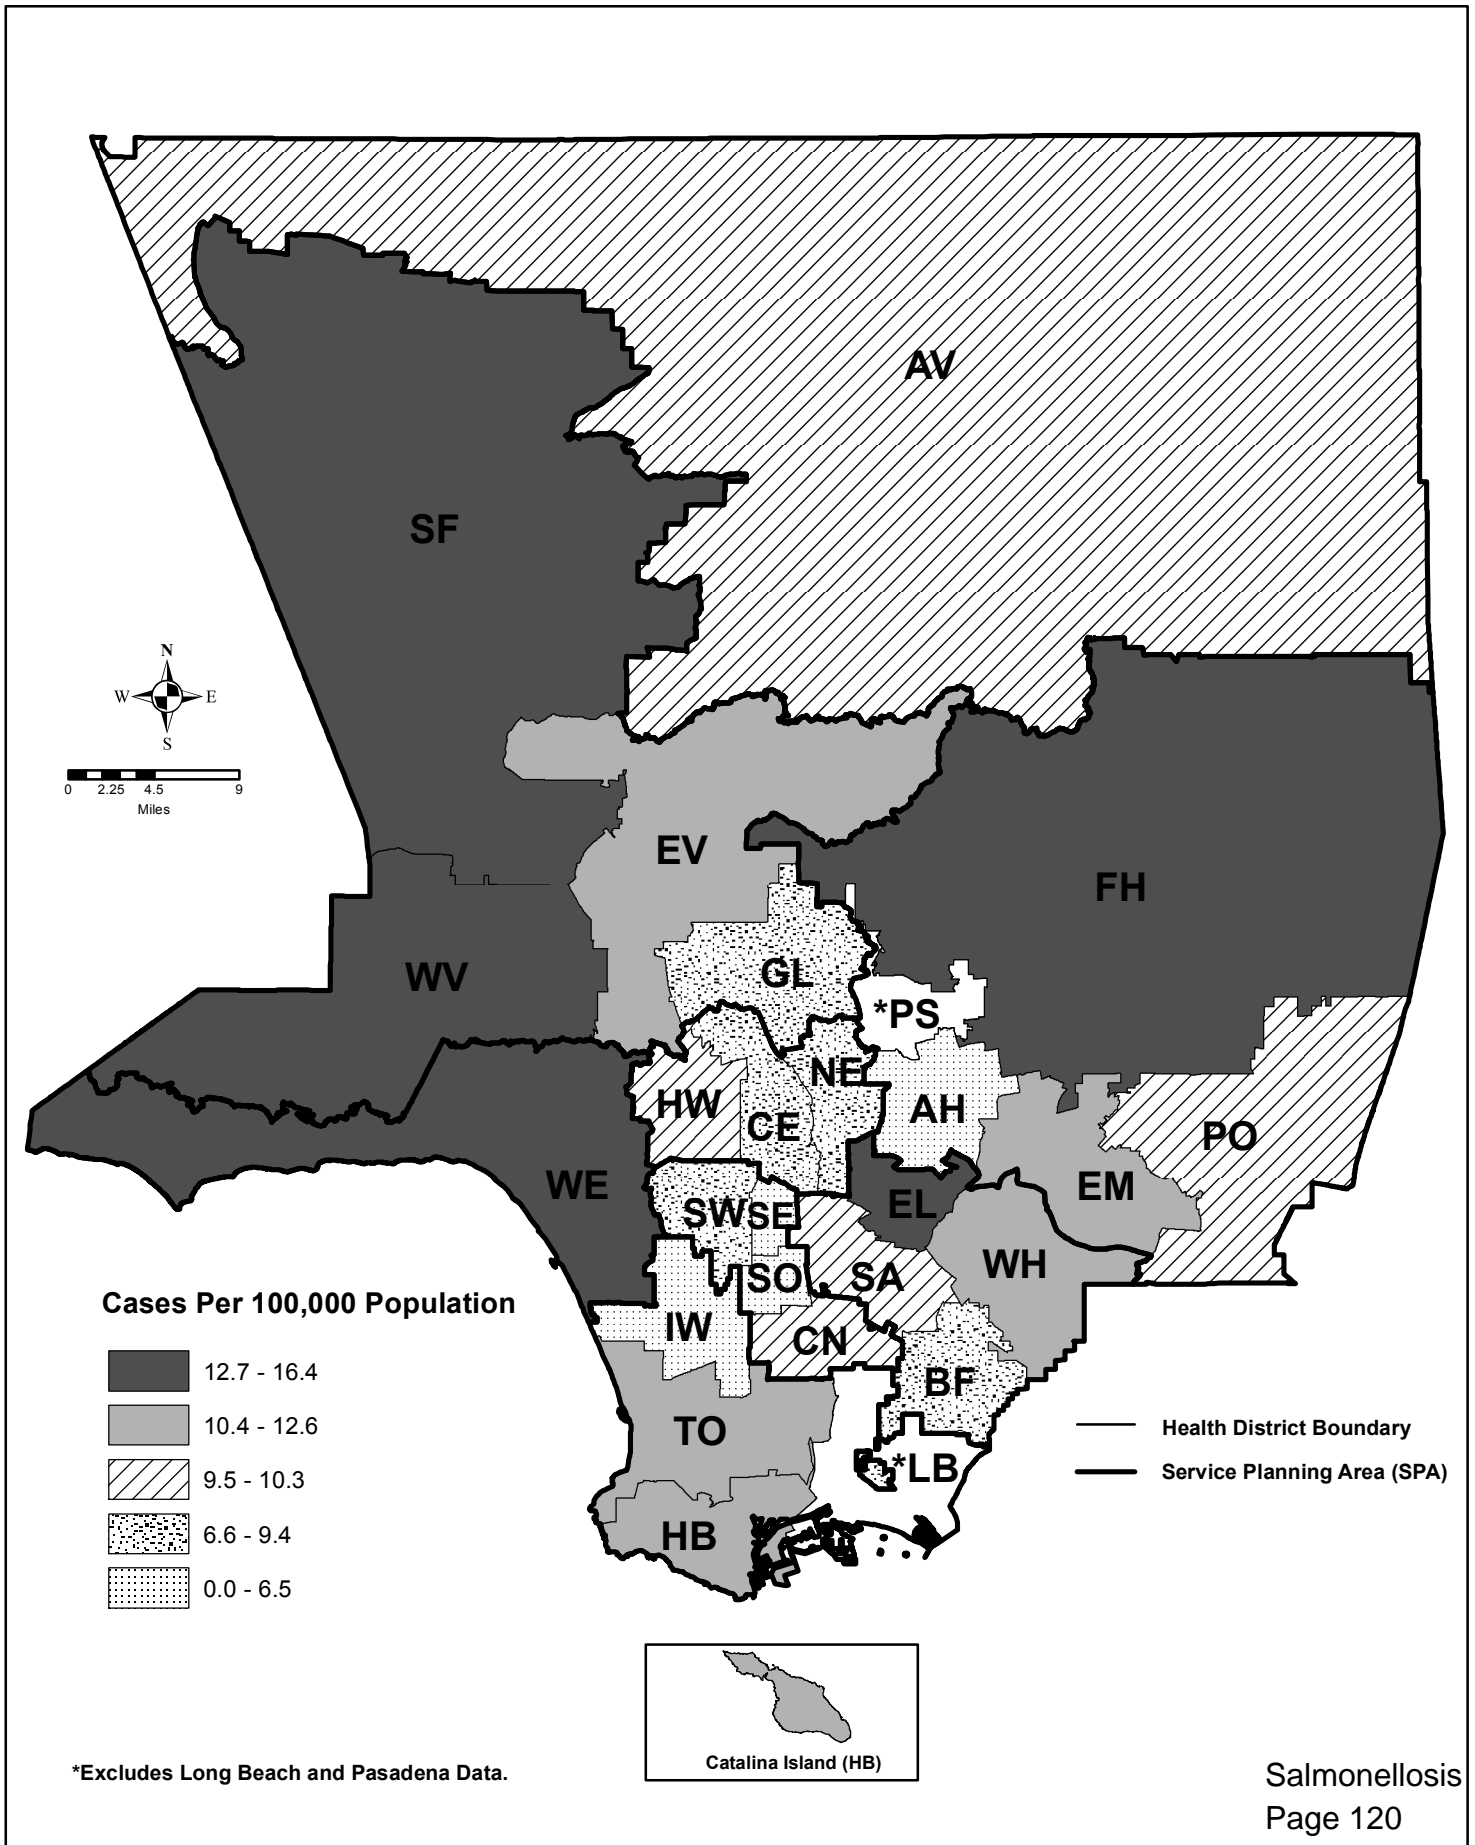 AV
SF
N
W E
S
0 2.25 4.5 9
Miles
EV
FH
GL
WV
*PS
NE
HW
AH
CE
PO
WE
EM
EL
SW
SE
WH
SO
SA
Cases Per 100,000 Population
IW
CN
12.7 - 16.4
BF
10.4 - 12.6
TO
Health District Boundary
*LB
Service Planning Area (SPA)
9.5 - 10.3
6.6 - 9.4
HB
0.0 - 6.5
Catalina Island (HB)
*Excludes Long Beach and Pasadena Data.
Salmonellosis
Page 120